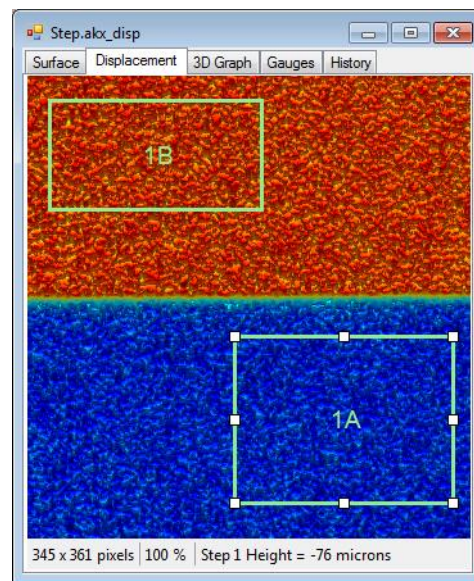 Step.akx_disp
Surface Displacement 3D Graph Gauges History
1B
1A
345 x 361 pixels 100 % Step 1 Height = -76 microns